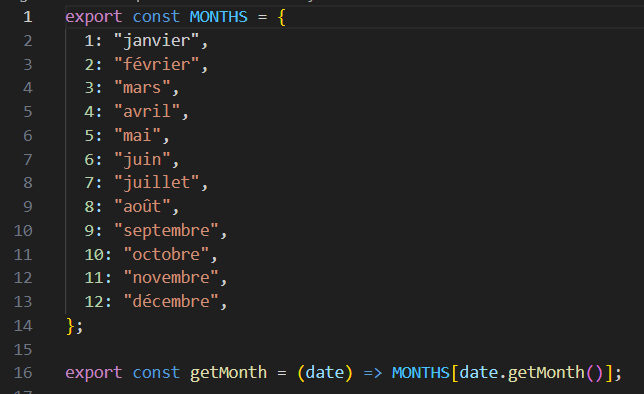 1 export const MONTHS = {
2 1: "janvier",
3 2: "février",
4 3: "mars",
5 4: "avril",
6 5: "mai",
7 6: "juin",
8 7: "juillet",
9 8: "août",
10 9: "septembre",
11 10: "octobre",
12 11: "novembre",
13 12: "décembre",
14 };
15
16 export const getMonth = (date) => MONTHS[date.getMonth()];